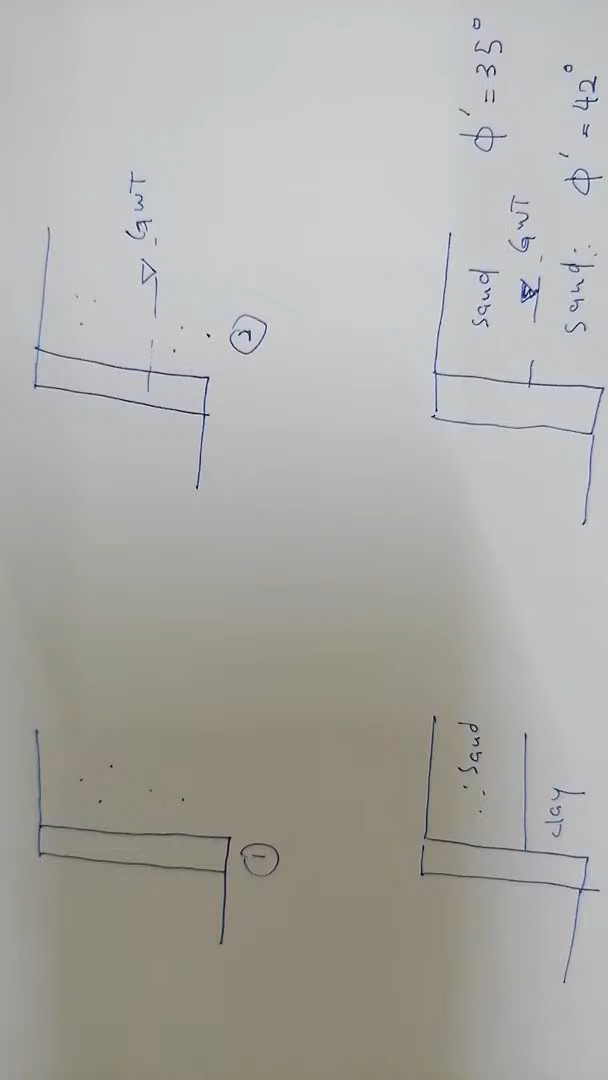 1
2
GWT
Sand
clay
Sand φ' = 35°
GWT
Sand: φ' = 42°